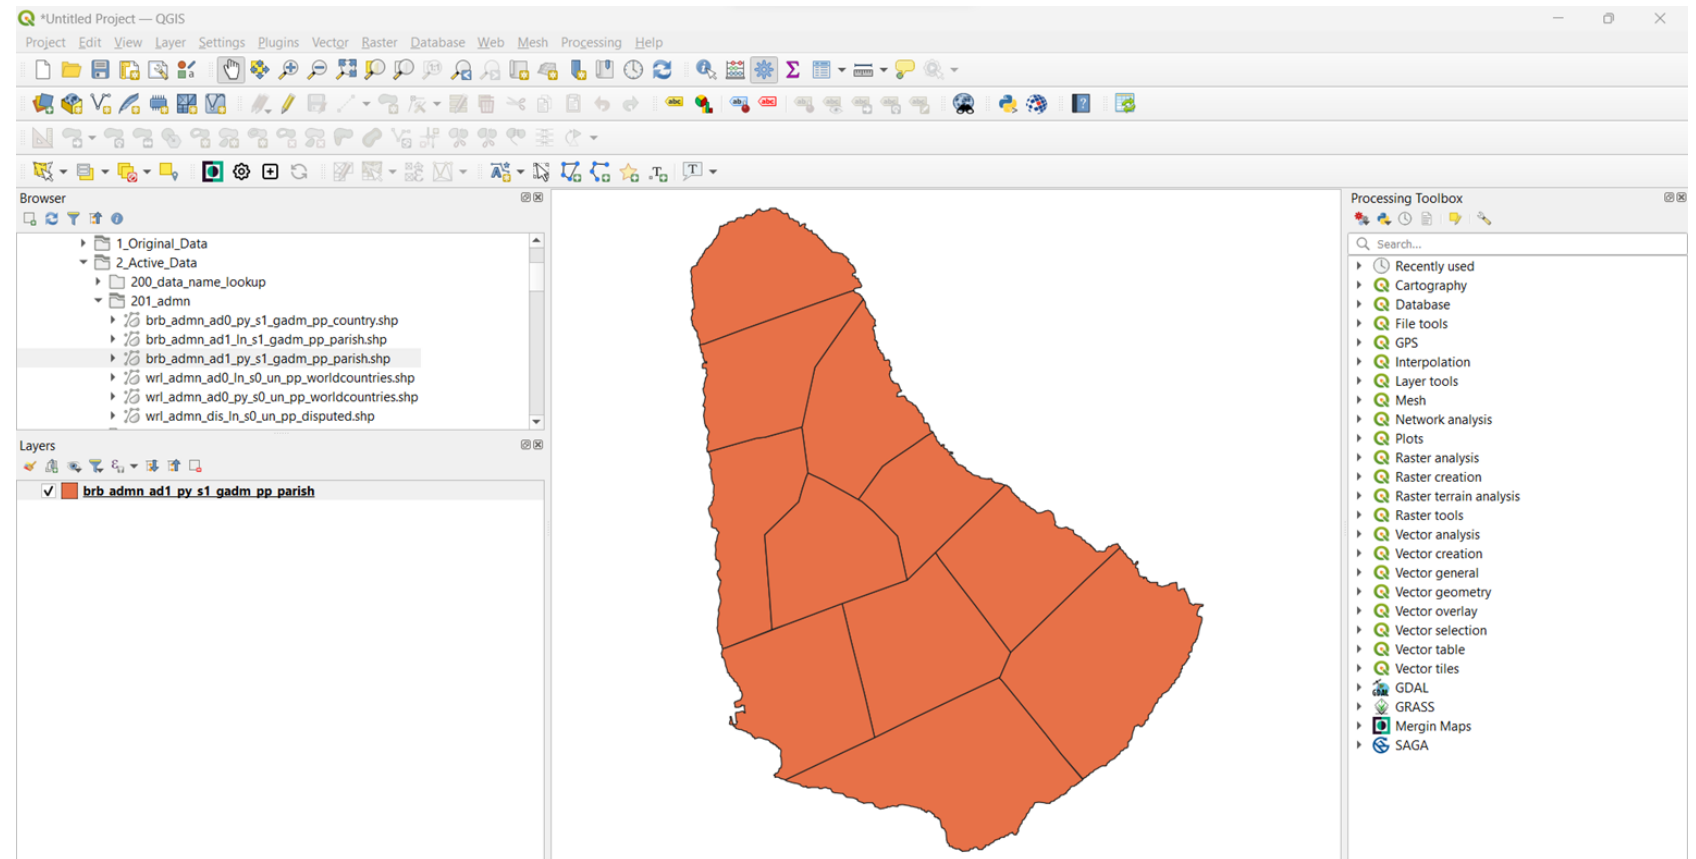 *Untitled Project — QGIS
Project Edit View Layer Settings Plugins Vector Raster Database Web Mesh Processing Help
Browser
1_Original_Data
2_Active_Data
200_data_name_lookup
201_admn
brb_admn_ad0_py_s1_gadm_pp_country.shp
brb_admn_ad1_ln_s1_gadm_pp_parish.shp
brb_admn_ad1_py_s1_gadm_pp_parish.shp
wrl_admn_ad0_ln_s0_un_pp_worldcountries.shp
wrl_admn_ad0_py_s0_un_pp_worldcountries.shp
wrl_admn_dis_ln_s0_un_pp_disputed.shp
Layers
brb_admn_ad1_py_s1_gadm_pp_parish
Processing Toolbox
Search...
Recently used
Cartography
Database
File tools
GPS
Interpolation
Layer tools
Mesh
Network analysis
Plots
Raster analysis
Raster creation
Raster terrain analysis
Raster tools
Vector analysis
Vector creation
Vector general
Vector geometry
Vector overlay
Vector selection
Vector table
Vector tiles
GDAL
GRASS
Mergin Maps
SAGA